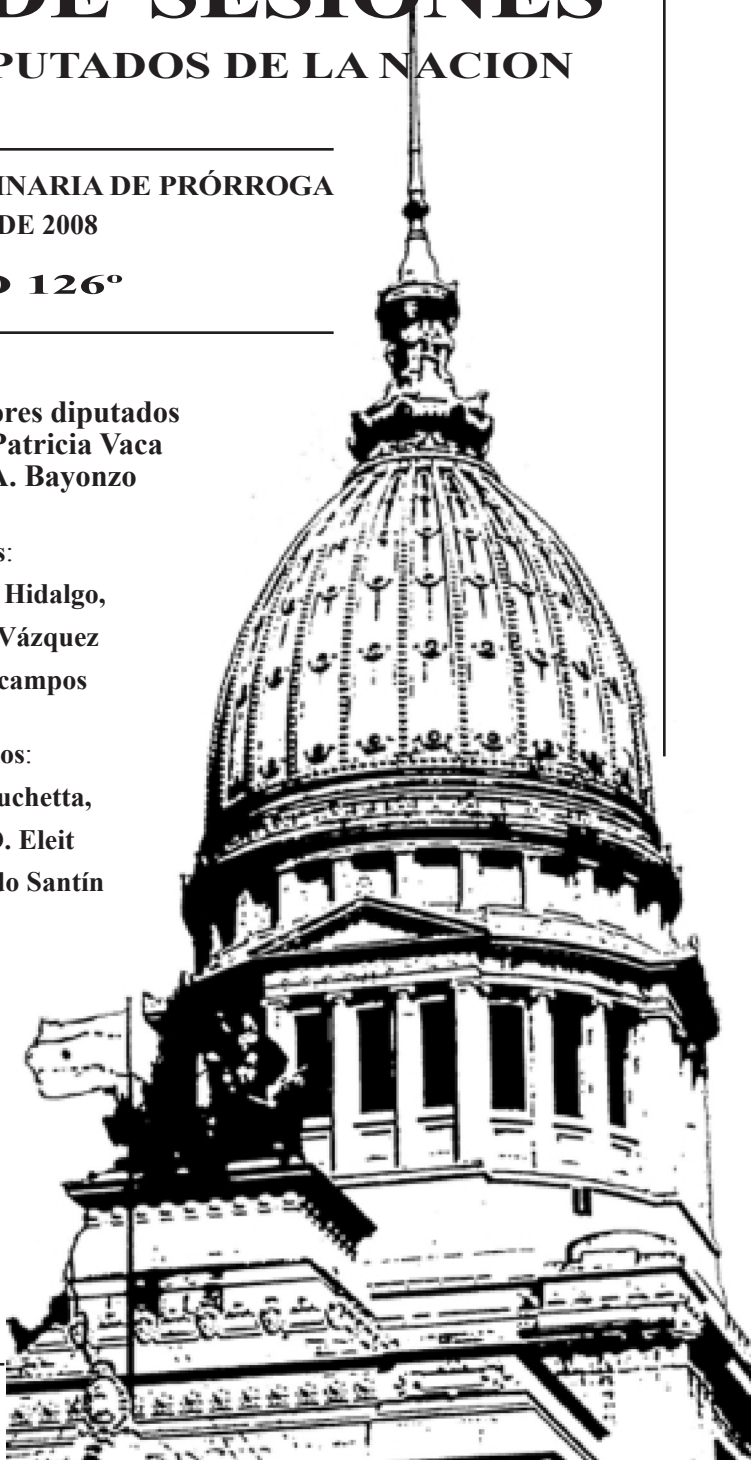 DE SESIONES
PUTADOS DE LA NACION
INARIA DE PRÓRROGA
DE 2008
126º
ores diputados
Patricia Vaca
A. Bayonzo
s:
Hidalgo,
Vázquez
campos
os:
uchetta,
D. Eleit
do Santín